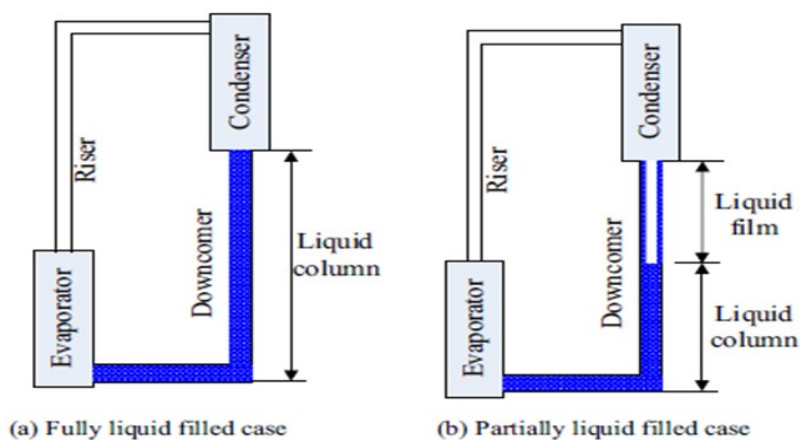 Condenser
Riser
Downcomer
Liquid
column
Evaporator
(a) Fully liquid filled case
Condenser
Riser
Liquid
film
Downcomer
Liquid
column
Evaporator
(b) Partially liquid filled case